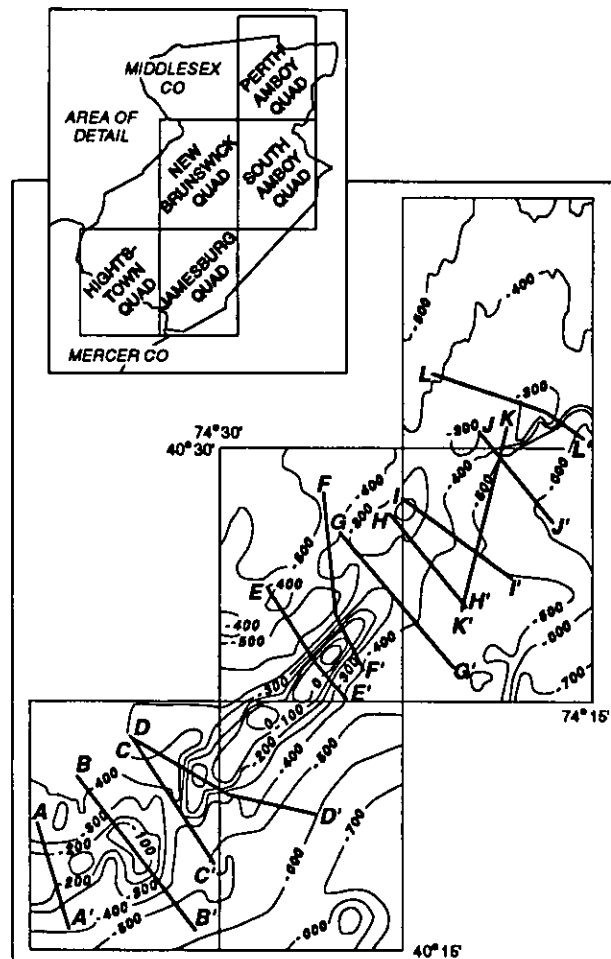 MIDDLESEX
CO
PERTH
AMBOY
QUAD
AREA OF
DETAIL
NEW
BRUNSWICK
QUAD
SOUTH
AMBOY
QUAD
HIGHTS-
TOWN
QUAD
JAMESBURG
QUAD
MERCER CO
-400
-500
L
-300
K
-300
J
L'
74°30'
40°30'
-400
-400
-600
F
-300
I
-500
G
H
J'
-500
E
-400
I'
H'
K'
-400
-500
-400
-500
-600
-300
-300
F'
G'
-700
0
E'
-100
74°15'
D
0
-200
C
-400
B
-400
-500
A
-300
-100
D'
-700
-200
-200
C'
-300
-600
A'
-400
B'
-500
-600
40°15'